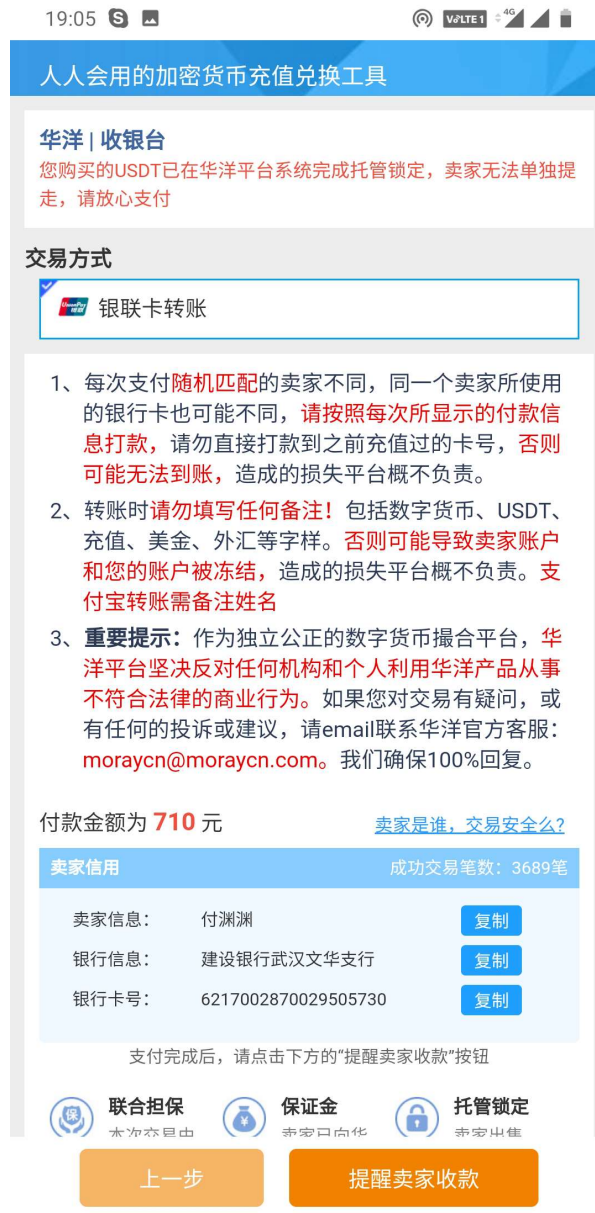 19:05
VoLTE 1
4G
人人会用的加密货币充值兑换工具
华洋 | 收银台
您购买的USDT已在华洋平台系统完成托管锁定，卖家无法单独提
走，请放心支付
交易方式
银联卡转账
1、每次支付随机匹配的卖家不同，同一个卖家所使用
的银行卡也可能不同，请按照每次所显示的付款信
息打款，请勿直接打款到之前充值过的卡号，否则
可能无法到账，造成的损失平台概不负责。
2、转账时请勿填写任何备注！包括数字货币、USDT、
充值、美金、外汇等字样。否则可能导致卖家账户
和您的账户被冻结，造成的损失平台概不负责。支
付宝转账需备注姓名
3、重要提示：作为独立公正的数字货币撮合平台，华
洋平台坚决反对任何机构和个人利用华洋产品从事
不符合法律的商业行为。如果您对交易有疑问，或
有任何的投诉或建议，请email联系华洋官方客服：
moraycn@moraycn.com。我们确保100%回复。
付款金额为 710 元 卖家是谁，交易安全么？
卖家信用 成功交易笔数：3689笔
卖家信息： 付渊渊 复制
银行信息： 建设银行武汉文华支行 复制
银行卡号： 6217002870029505730 复制
支付完成后，请点击下方的“提醒卖家收款”按钮
联合担保 保证金 托管锁定
上一步 提醒卖家收款